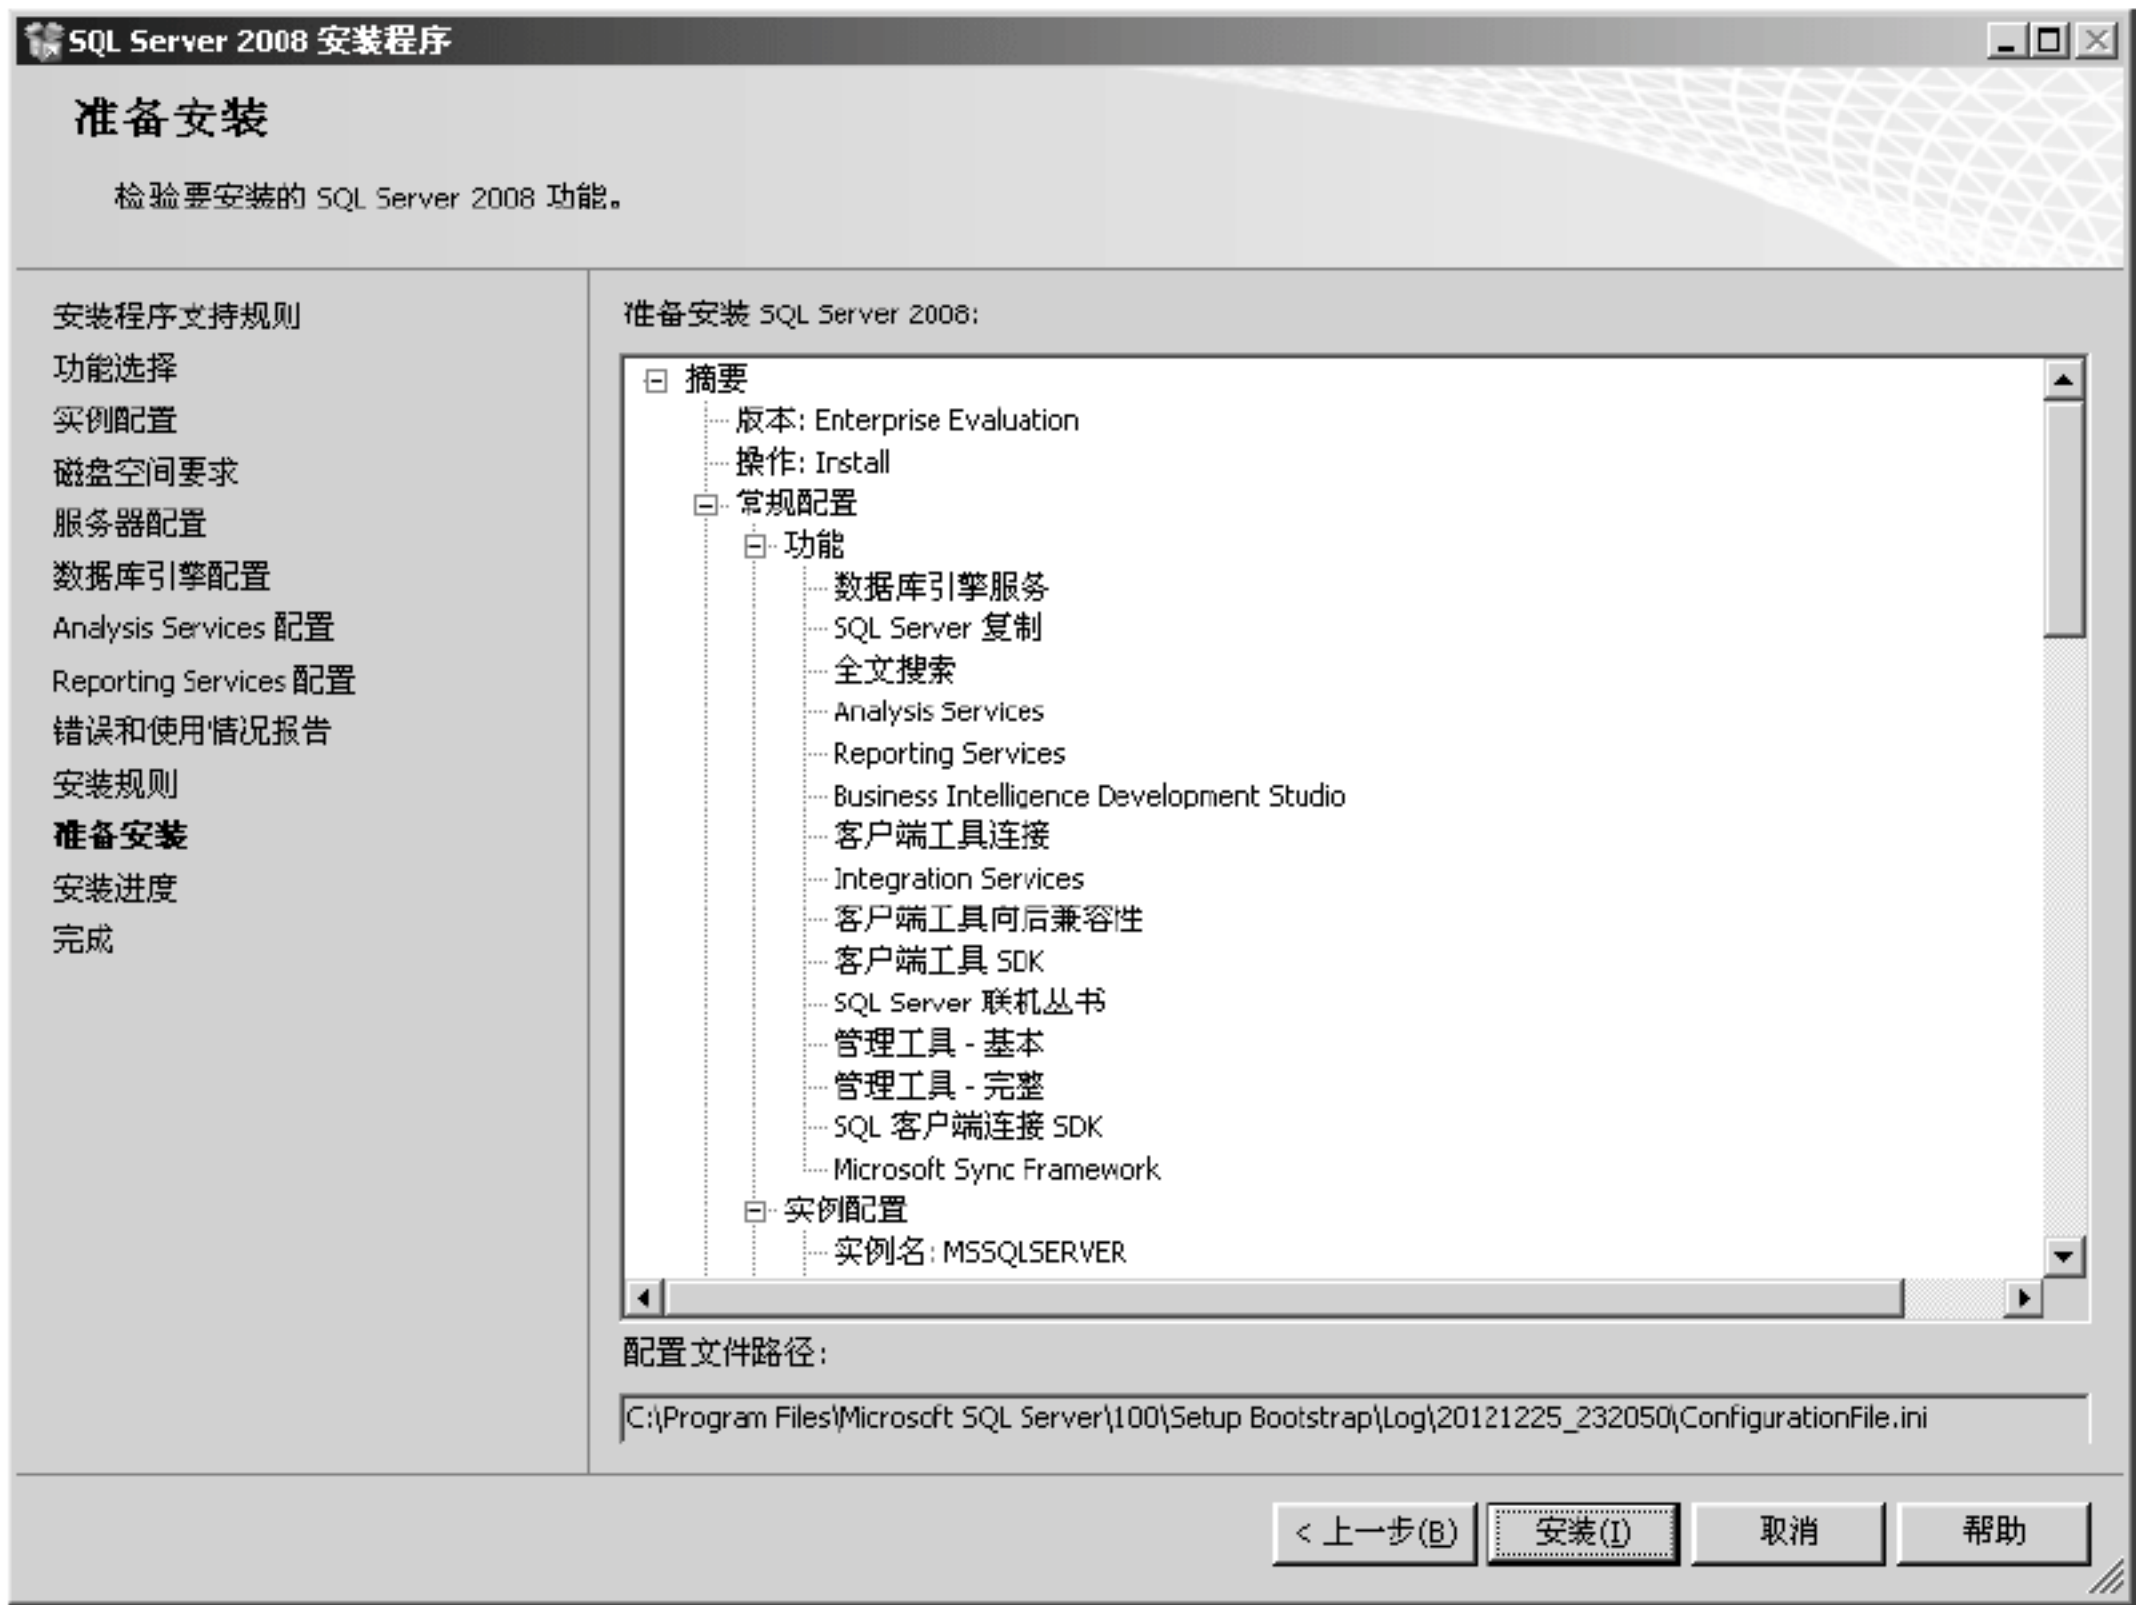 SQL Server 2008 安装程序
准备安装
检验要安装的 SQL Server 2008 功能。
安装程序支持规则
功能选择
实例配置
磁盘空间要求
服务器配置
数据库引擎配置
Analysis Services 配置
Reporting Services 配置
错误和使用情况报告
安装规则
准备安装
安装进度
完成
准备安装 SQL Server 2008:
摘要
版本: Enterprise Evaluation
操作: Install
常规配置
功能
数据库引擎服务
SQL Server 复制
全文搜索
Analysis Services
Reporting Services
Business Intelligence Development Studio
客户端工具连接
Integration Services
客户端工具向后兼容性
客户端工具 SDK
SQL Server 联机丛书
管理工具 - 基本
管理工具 - 完整
SQL 客户端连接 SDK
Microsoft Sync Framework
实例配置
实例名: MSSQLSERVER
配置文件路径:
C:\Program Files\Microsoft SQL Server\100\Setup Bootstrap\Log\20121225_232050\ConfigurationFile.ini
< 上一步(B) 安装(I) 取消 帮助